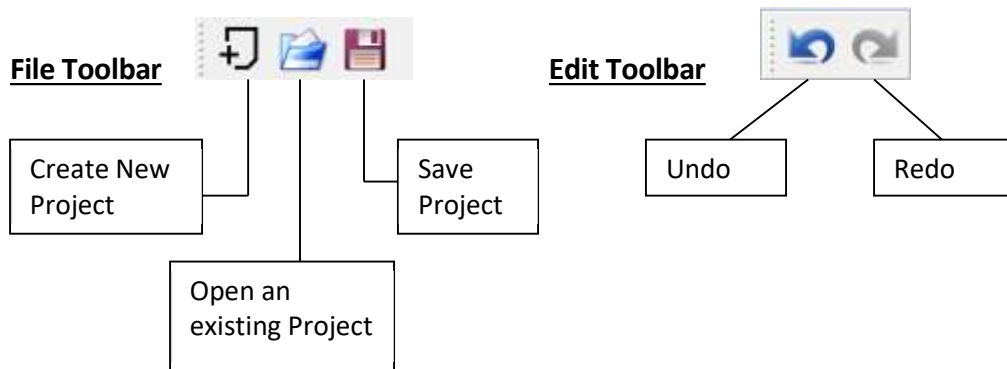 File Toolbar
Edit Toolbar
Create New
Project
Save
Project
Undo
Redo
Open an
existing Project